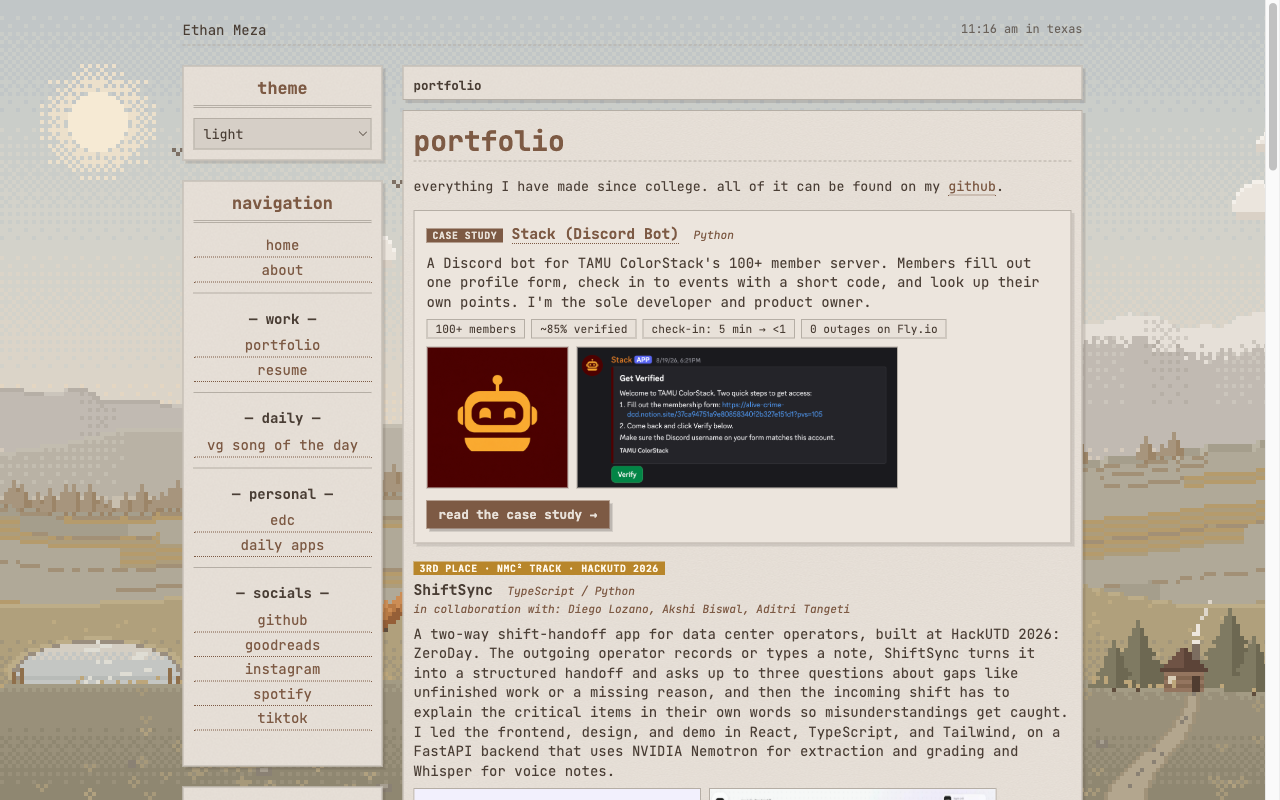 Ethan Meza
11:16 am in texas
theme
light
navigation
home
about
— work —
portfolio
resume
— daily —
vg song of the day
— personal —
edc
daily apps
— socials —
github
goodreads
instagram
spotify
tiktok
portfolio
portfolio
everything I have made since college. all of it can be found on my github.
CASE STUDY Stack (Discord Bot) Python
A Discord bot for TAMU ColorStack's 100+ member server. Members fill out
one profile form, check in to events with a short code, and look up their
own points. I'm the sole developer and product owner.
100+ members ~85% verified check-in: 5 min → <1 0 outages on Fly.io
Stack APP 8/19/26, 6:21 PM
Get Verified
Welcome to TAMU ColorStack. Two quick steps to get access:
1. Fill out the membership form: https://alive-crime-
2. Come back and click Verify below.
Make sure the Discord username on your form matches this account.
TAMU ColorStack
Verify
read the case study →
3RD PLACE · NMC² TRACK · HACKUTD 2026
ShiftSync TypeScript / Python
in collaboration with: Diego Lozano, Akshi Biswal, Aditri Tangeti
A two-way shift-handoff app for data center operators, built at HackUTD 2026:
ZeroDay. The outgoing operator records or types a note, ShiftSync turns it
into a structured handoff and asks up to three questions about gaps like
unfinished work or a missing reason, and then the incoming shift has to
explain the critical items in their own words so misunderstandings get caught.
I led the frontend, design, and demo in React, TypeScript, and Tailwind, on a
FastAPI backend that uses NVIDIA Nemotron for extraction and grading and
Whisper for voice notes.